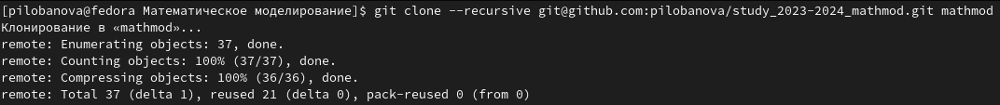 [pilobanova@fedora Математическое моделирование]$ git clone --recursive git@github.com:pilobanova/study_2023-2024_mathmod.git mathmod
Клонирование в «mathmod»...
remote: Enumerating objects: 37, done.
remote: Counting objects: 100% (37/37), done.
remote: Compressing objects: 100% (36/36), done.
remote: Total 37 (delta 1), reused 21 (delta 0), pack-reused 0 (from 0)